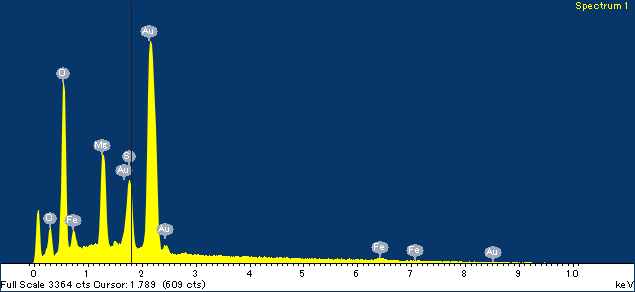 Spectrum 1
Au
O
Mg
Si
Au
C
Fe
Au
Fe
Fe
Au
0 1 2 3 4 5 6 7 8 9 10
Full Scale 3364 cts Cursor: 1.789 (609 cts) keV